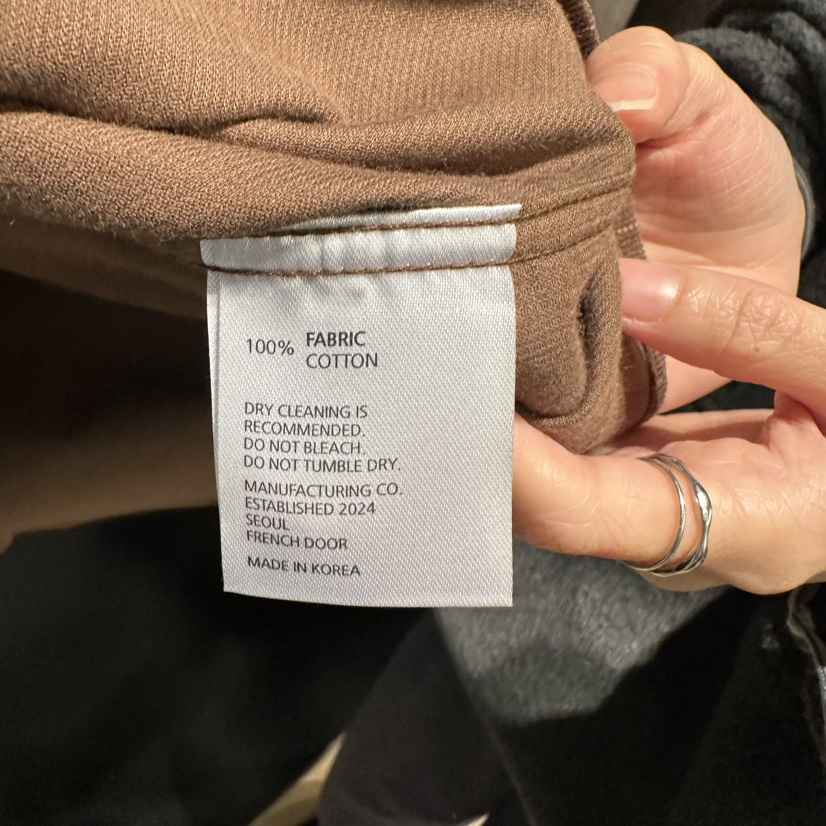 100% FABRIC
COTTON
DRY CLEANING IS
RECOMMENDED.
DO NOT BLEACH.
DO NOT TUMBLE DRY.
MANUFACTURING CO.
ESTABLISHED 2024
SEOUL
FRENCH DOOR
MADE IN KOREA